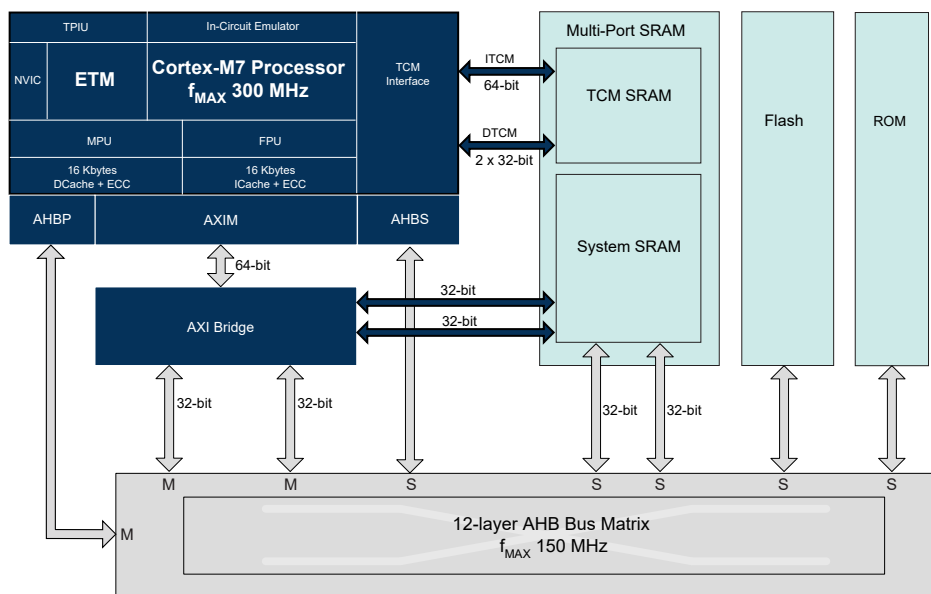 TPIU
In-Circuit Emulator
NVIC
ETM
Cortex-M7 Processor
fMAX 300 MHz
TCM
Interface
MPU
FPU
16 Kbytes
DCache + ECC
16 Kbytes
ICache + ECC
AHBP
AXIM
AHBS
ITCM
64-bit
DTCM
2 x 32-bit
Multi-Port SRAM
TCM SRAM
System SRAM
Flash
ROM
64-bit
AXI Bridge
32-bit
32-bit
32-bit
32-bit
32-bit
32-bit
M
M
S
S
S
S
S
M
12-layer AHB Bus Matrix
fMAX 150 MHz